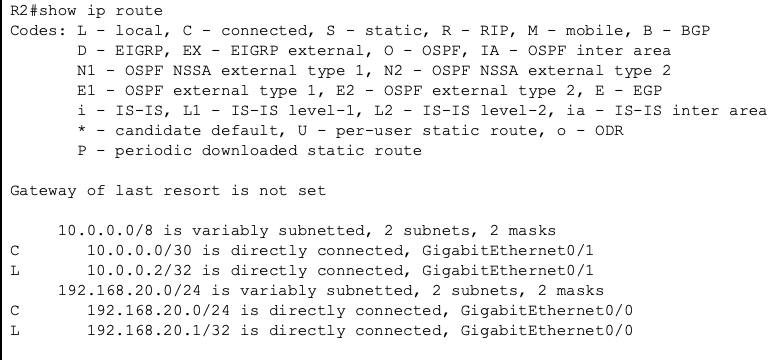 R2#show ip route
Codes: L - local, C - connected, S - static, R - RIP, M - mobile, B - BGP
       D - EIGRP, EX - EIGRP external, O - OSPF, IA - OSPF inter area
       N1 - OSPF NSSA external type 1, N2 - OSPF NSSA external type 2
       E1 - OSPF external type 1, E2 - OSPF external type 2, E - EGP
       i - IS-IS, L1 - IS-IS level-1, L2 - IS-IS level-2, ia - IS-IS inter area
       * - candidate default, U - per-user static route, o - ODR
       P - periodic downloaded static route

Gateway of last resort is not set

     10.0.0.0/8 is variably subnetted, 2 subnets, 2 masks
C       10.0.0.0/30 is directly connected, GigabitEthernet0/1
L       10.0.0.2/32 is directly connected, GigabitEthernet0/1
     192.168.20.0/24 is variably subnetted, 2 subnets, 2 masks
C       192.168.20.0/24 is directly connected, GigabitEthernet0/0
L       192.168.20.1/32 is directly connected, GigabitEthernet0/0